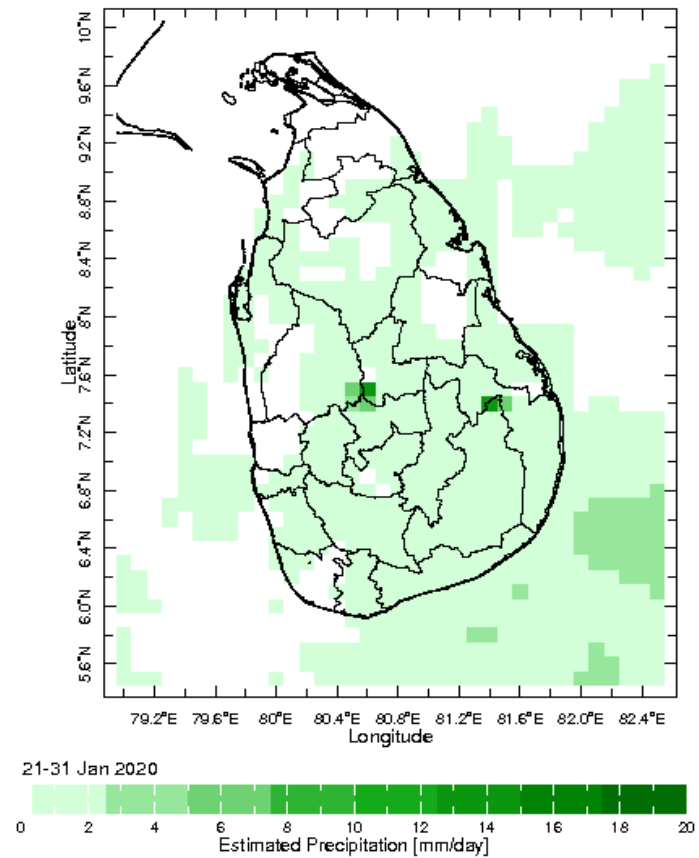 10°N
9.6°N
9.2°N
8.8°N
8.4°N
8°N
7.6°N
7.2°N
6.8°N
6.4°N
6.0°N
5.6°N
Latitude
79.2°E 79.6°E 80°E 80.4°E 80.8°E 81.2°E 81.6°E 82.0°E 82.4°E
Longitude
21-31 Jan 2020
0 2 4 6 8 10 12 14 16 18 20
Estimated Precipitation [mm/day]